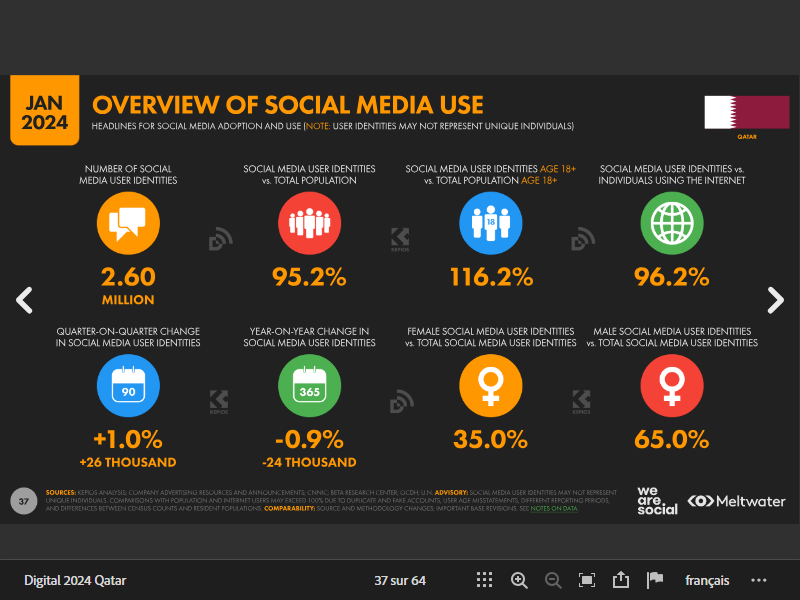 JAN
2024
OVERVIEW OF SOCIAL MEDIA USE
HEADLINES FOR SOCIAL MEDIA ADOPTION AND USE (NOTE: USER IDENTITIES MAY NOT REPRESENT UNIQUE INDIVIDUALS)
QATAR
NUMBER OF SOCIAL
MEDIA USER IDENTITIES
2.60
MILLION
SOCIAL MEDIA USER IDENTITIES
vs. TOTAL POPULATION
95.2%
SOCIAL MEDIA USER IDENTITIES AGE 18+
vs. TOTAL POPULATION AGE 18+
18
116.2%
SOCIAL MEDIA USER IDENTITIES vs.
INDIVIDUALS USING THE INTERNET
96.2%
KEPIOS
QUARTER-ON-QUARTER CHANGE
IN SOCIAL MEDIA USER IDENTITIES
90
+1.0%
+26 THOUSAND
YEAR-ON-YEAR CHANGE IN
SOCIAL MEDIA USER IDENTITIES
365
-0.9%
-24 THOUSAND
FEMALE SOCIAL MEDIA USER IDENTITIES
vs. TOTAL SOCIAL MEDIA USER IDENTITIES
35.0%
MALE SOCIAL MEDIA USER IDENTITIES
vs. TOTAL SOCIAL MEDIA USER IDENTITIES
65.0%
KEPIOS
KEPIOS
37
SOURCES: KEPIOS ANALYSIS; COMPANY ADVERTISING RESOURCES AND ANNOUNCEMENTS; CNNIC; BETA RESEARCH CENTER; OCDH; U.N. ADVISORY: SOCIAL MEDIA USER IDENTITIES MAY NOT REPRESENT
UNIQUE INDIVIDUALS. COMPARISONS WITH POPULATION AND INTERNET USERS MAY EXCEED 100% DUE TO DUPLICATE AND FAKE ACCOUNTS, USER AGE MISSTATEMENTS, DIFFERENT REPORTING PERIODS,
AND DIFFERENCES BETWEEN CENSUS COUNTS AND RESIDENT POPULATIONS. COMPARABILITY: SOURCE AND METHODOLOGY CHANGES; IMPORTANT BASE REVISIONS. SEE NOTES ON DATA.
we
are.
social
Meltwater
Digital 2024 Qatar
37 sur 64
français